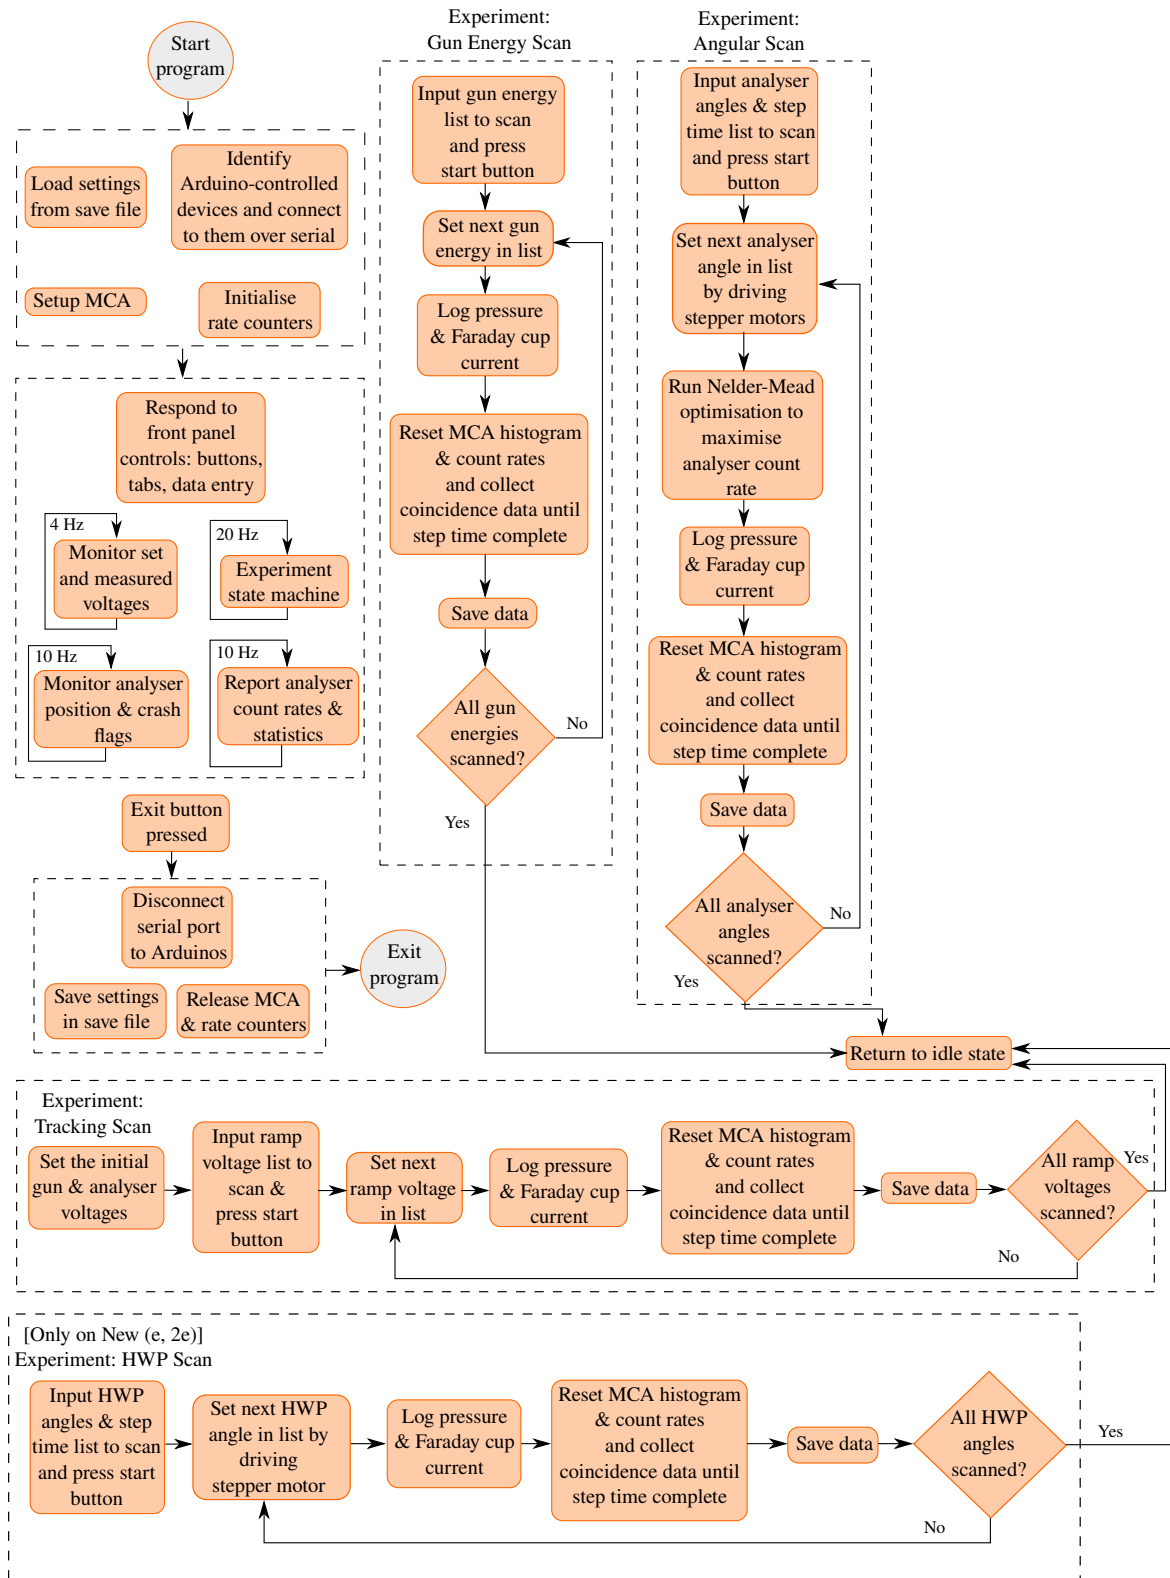 Start
program
Load settings
from save file
Identify
Arduino-controlled
devices and connect
to them over serial
Setup MCA
Initialise
rate counters
Respond to
front panel
controls: buttons,
tabs, data entry
4 Hz
Monitor set
and measured
voltages
20 Hz
Experiment
state machine
10 Hz
Monitor analyser
position & crash
flags
10 Hz
Report analyser
count rates &
statistics
Exit button
pressed
Disconnect
serial port
to Arduinos
Save settings
in save file
Release MCA
& rate counters
Exit
program
Experiment:
Gun Energy Scan
Input gun energy
list to scan
and press
start button
Set next gun
energy in list
Log pressure
& Faraday cup
current
Reset MCA histogram
& count rates
and collect
coincidence data until
step time complete
Save data
All gun
energies
scanned?
No
Yes
Experiment:
Angular Scan
Input analyser
angles & step
time list to scan
and press start
button
Set next analyser
angle in list
by driving
stepper motors
Run Nelder-Mead
optimisation to
maximise
analyser count
rate
Log pressure
& Faraday cup
current
Reset MCA histogram
& count rates
and collect
coincidence data until
step time complete
Save data
All analyser
angles
scanned?
No
Yes
Return to idle state
Experiment:
Tracking Scan
Set the initial
gun & analyser
voltages
Input ramp
voltage list to
scan &
press start
button
Set next
ramp voltage
in list
Log pressure
& Faraday cup
current
Reset MCA histogram
& count rates
and collect
coincidence data until
step time complete
Save data
All ramp
voltages
scanned?
Yes
No
[Only on New (e, 2e)]
Experiment: HWP Scan
Input HWP
angles & step
time list to scan
and press start
button
Set next HWP
angle in list by
driving
stepper motor
Log pressure
& Faraday cup
current
Reset MCA histogram
& count rates
and collect
coincidence data until
step time complete
Save data
All HWP
angles
scanned?
Yes
No